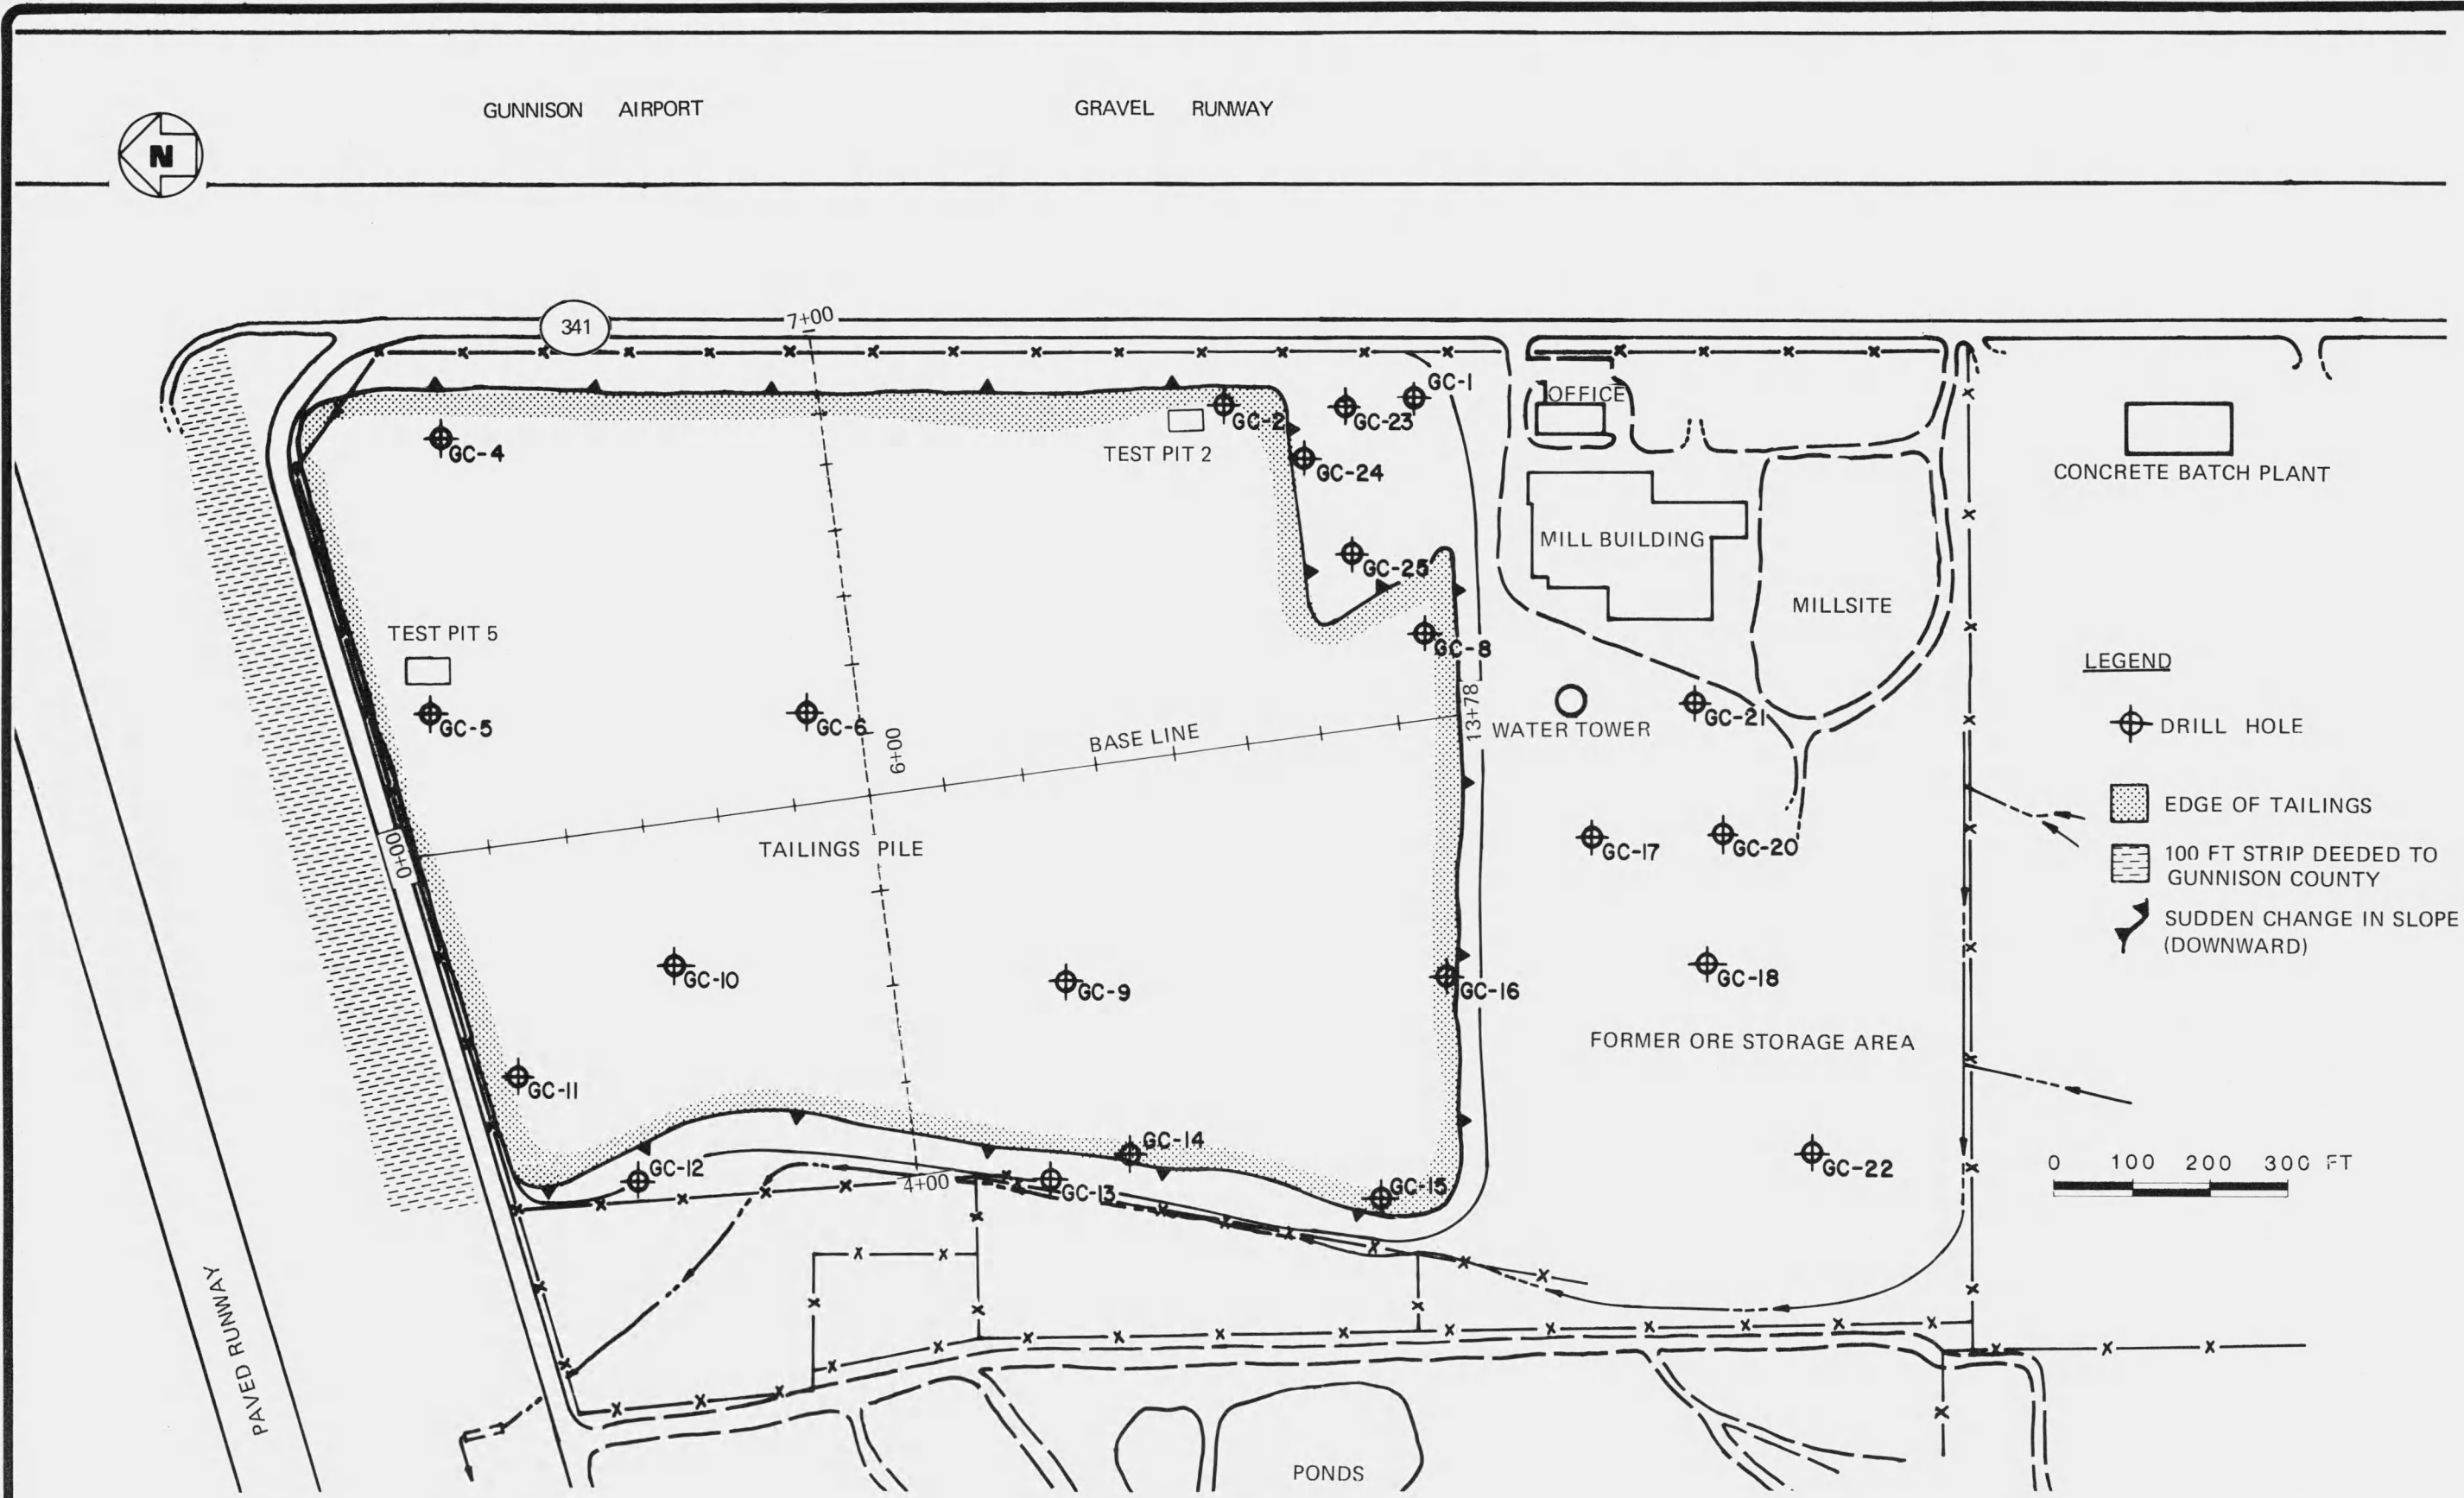 GUNNISON AIRPORT
GRAVEL RUNWAY
N
341
7+00
GC-1
OFFICE
GC-2
GC-23
GC-4
TEST PIT 2
GC-24
CONCRETE BATCH PLANT
MILL BUILDING
GC-25
MILLSITE
TEST PIT 5
GC-8
LEGEND
GC-5
GC-6
6+00
BASE LINE
13+78
WATER TOWER
GC-21
DRILL HOLE
EDGE OF TAILINGS
0+00
TAILINGS PILE
GC-17
GC-20
100 FT STRIP DEEDED TO
GUNNISON COUNTY
SUDDEN CHANGE IN SLOPE
(DOWNWARD)
GC-10
GC-9
GC-16
GC-18
FORMER ORE STORAGE AREA
GC-11
GC-14
GC-12
4+00
GC-13
GC-15
GC-22
0 100 200 300 FT
PAVED RUNWAY
PONDS